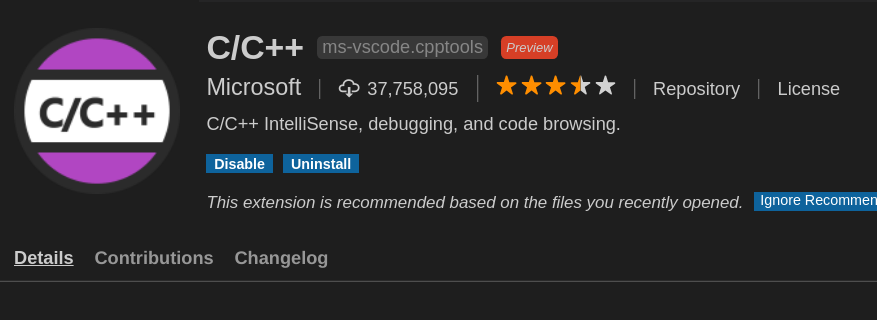 C/C++ ms-vscode.cpptools Preview
C/C++
Microsoft | 37,758,095 | Repository | License
C/C++ IntelliSense, debugging, and code browsing.
Disable Uninstall
This extension is recommended based on the files you recently opened. Ignore Recommen
Details Contributions Changelog